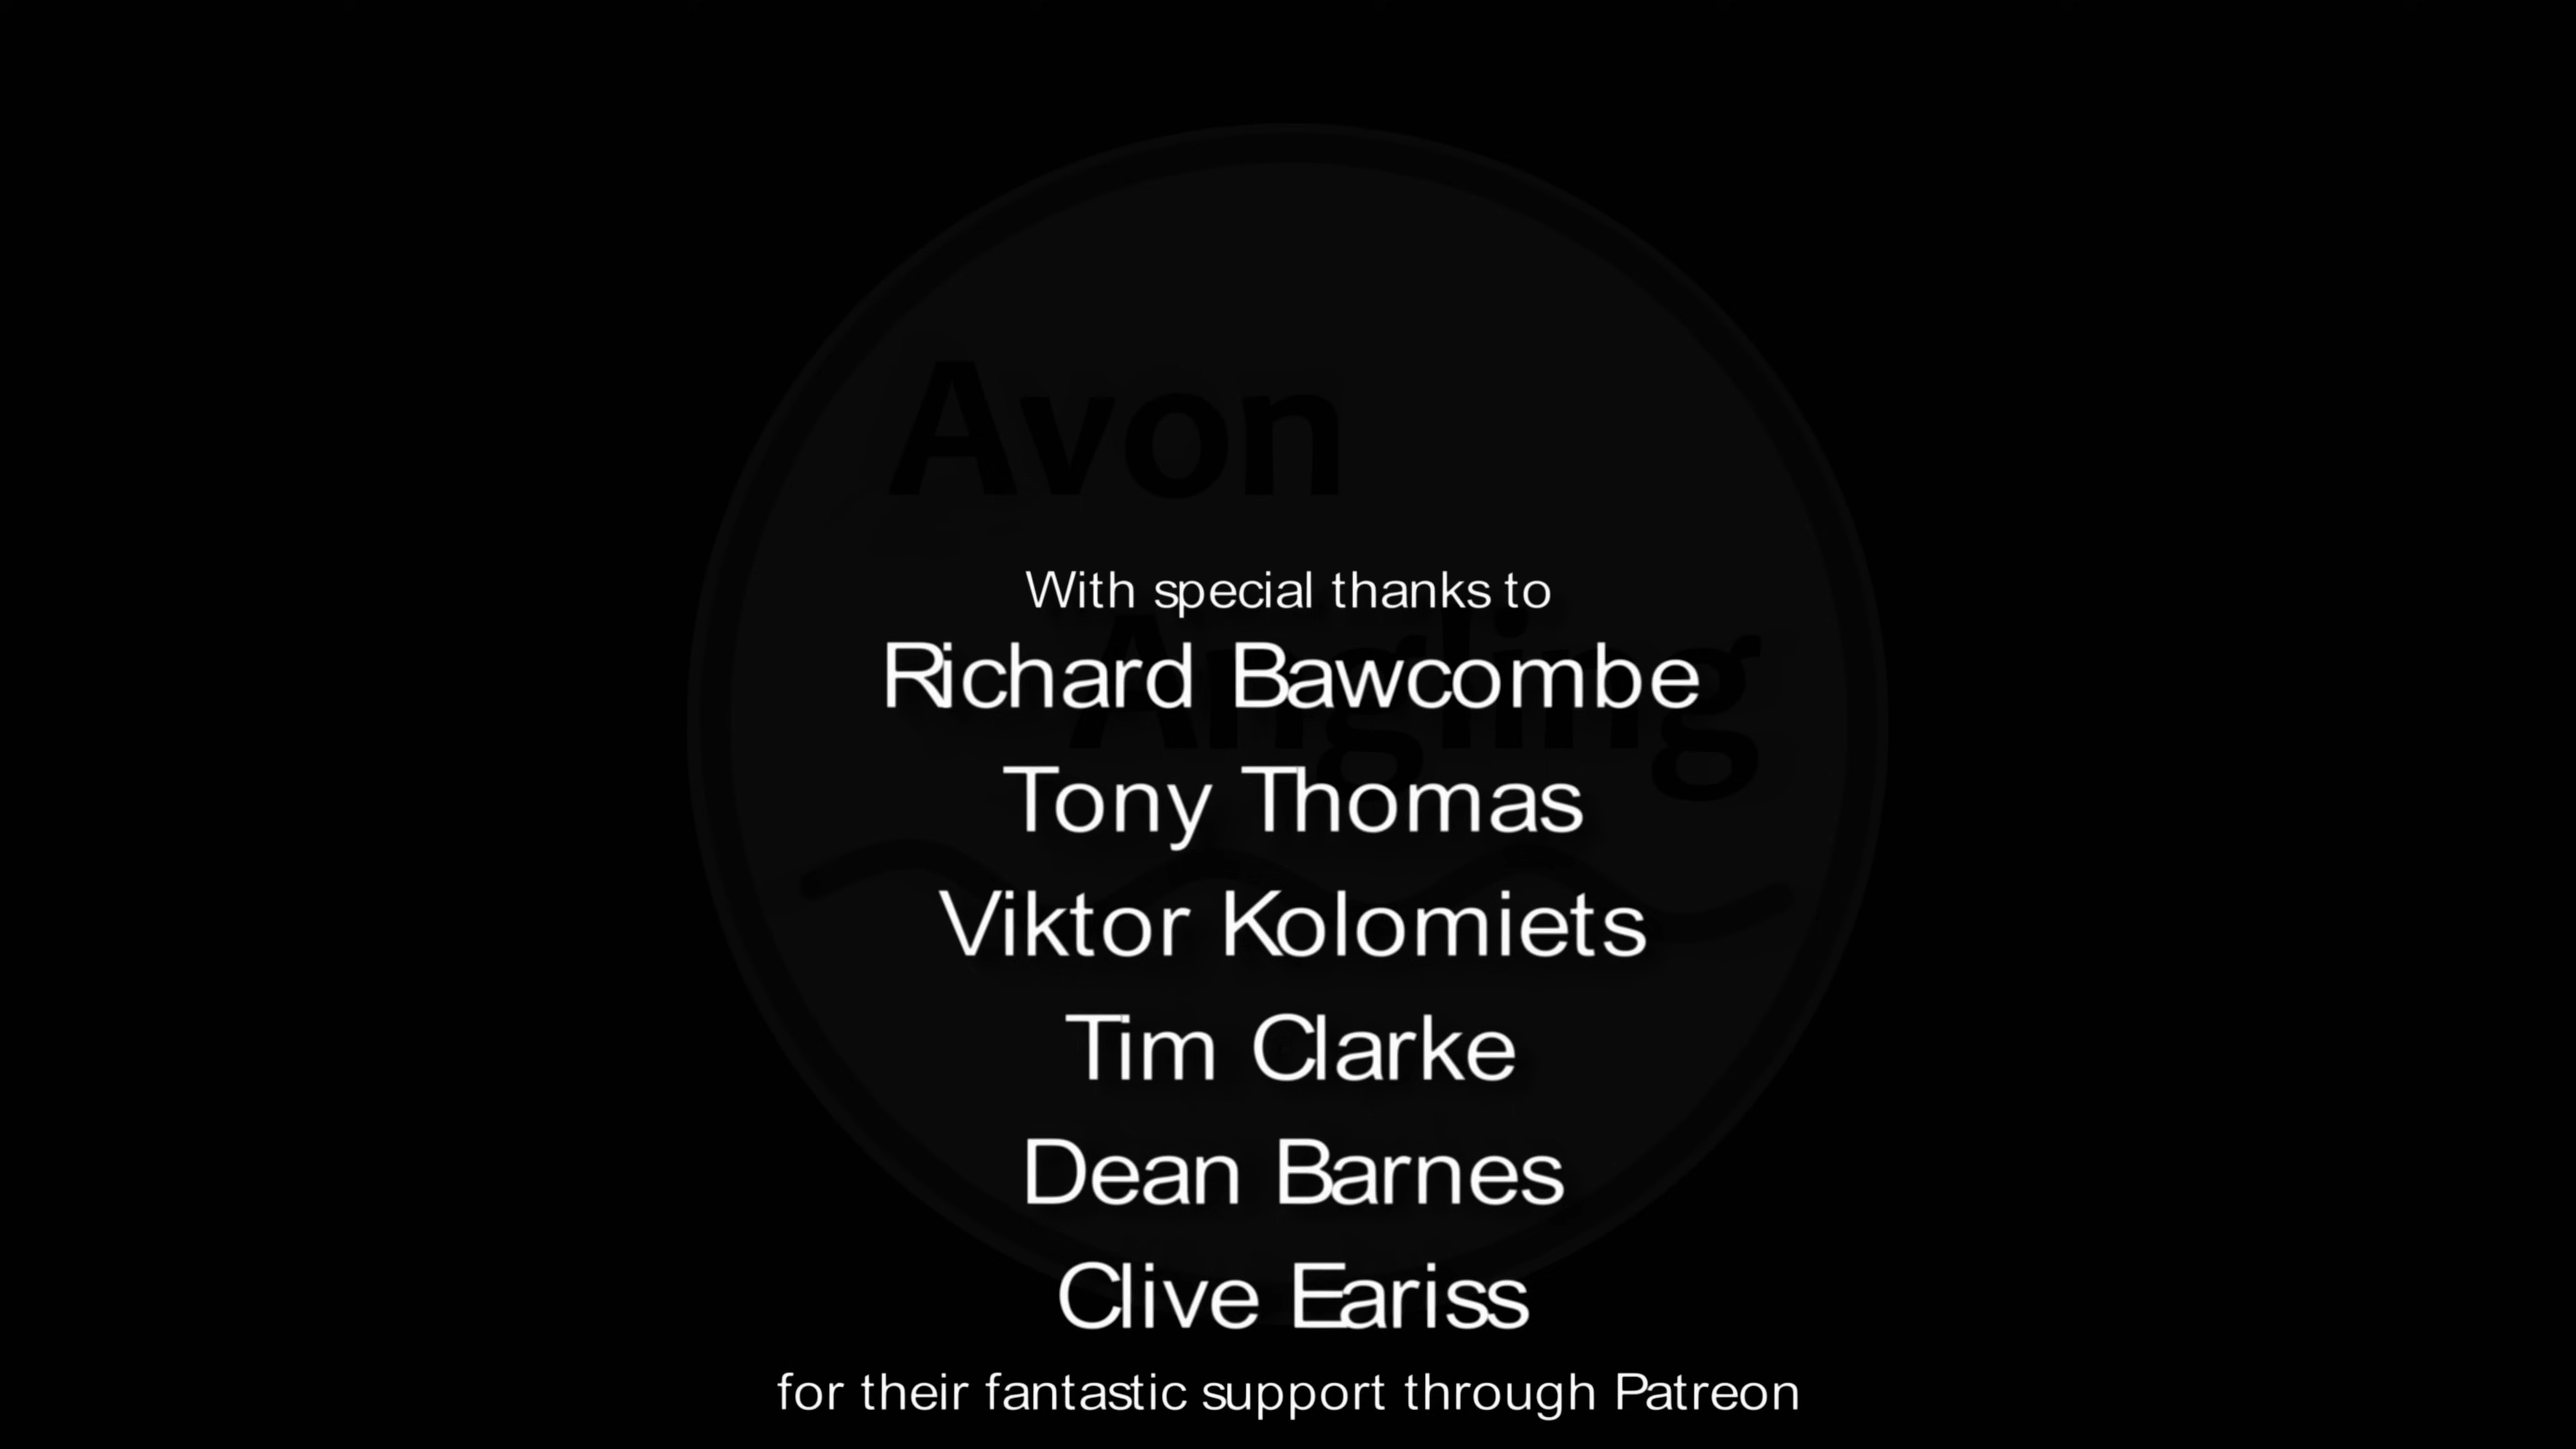 Avon
With special thanks to
Angling
Richard Bawcombe
Tony Thomas
Viktor Kolomiets
Tim Clarke
Dean Barnes
Clive Eariss
for their fantastic support through Patreon